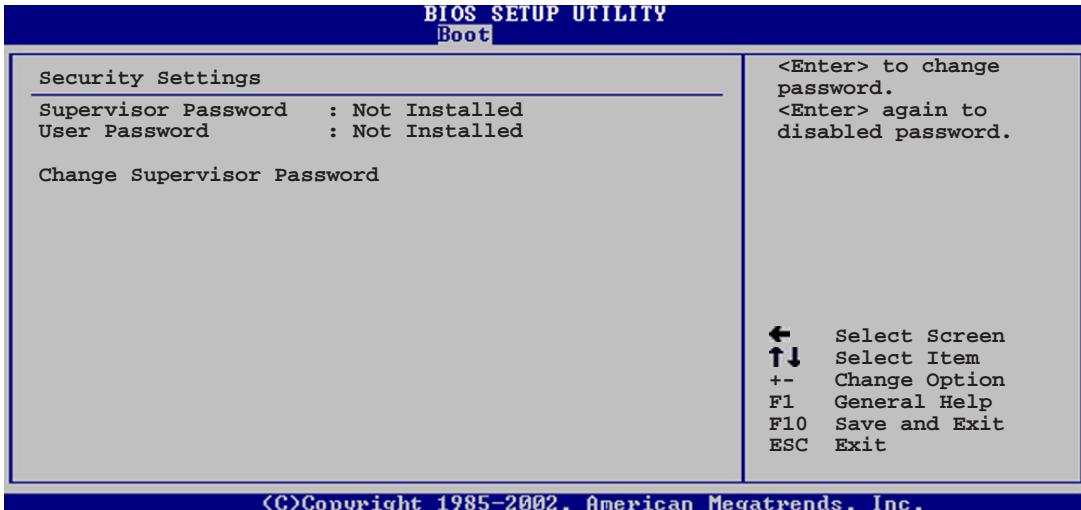 BIOS SETUP UTILITY
Boot
Security Settings
Supervisor Password : Not Installed
User Password : Not Installed
Change Supervisor Password
<Enter> to change
password.
<Enter> again to
disabled password.
← Select Screen
↑↓ Select Item
+- Change Option
F1 General Help
F10 Save and Exit
ESC Exit
(C)Copyright 1985-2002, American Megatrends, Inc.